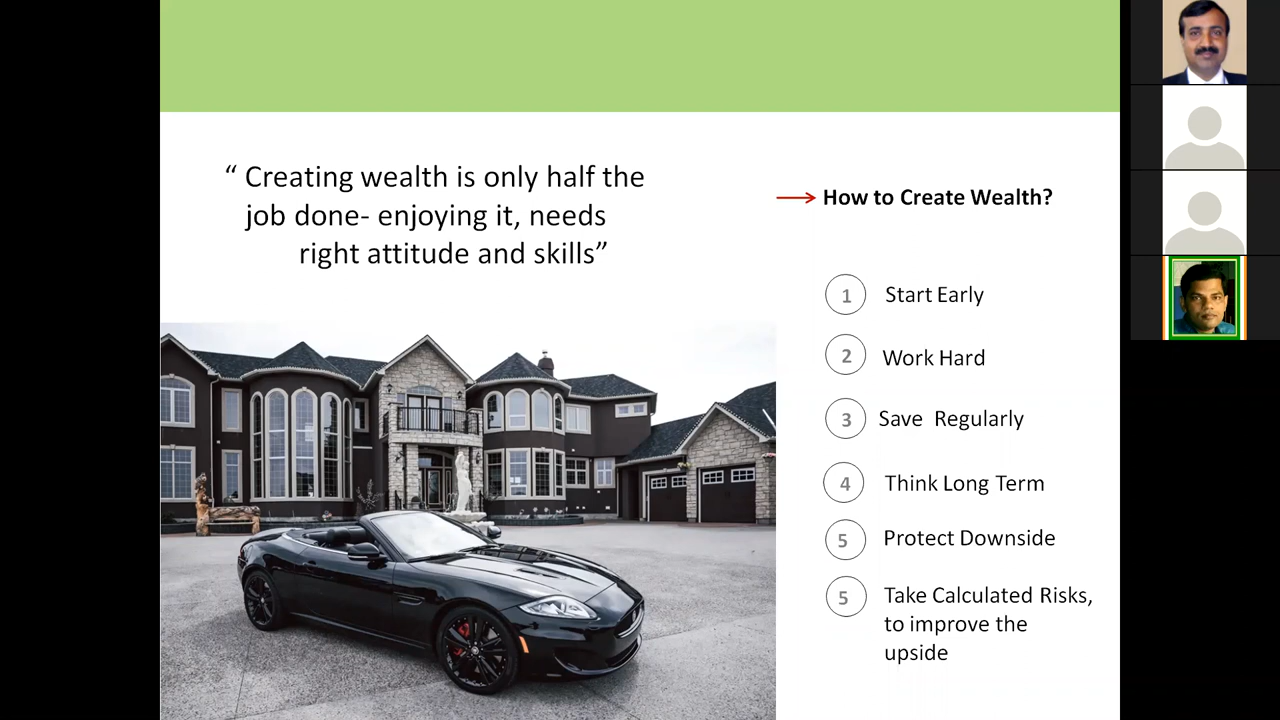 “ Creating wealth is only half the
job done- enjoying it, needs
right attitude and skills”
How to Create Wealth?
1 Start Early
2 Work Hard
3 Save Regularly
4 Think Long Term
5 Protect Downside
5 Take Calculated Risks,
to improve the
upside